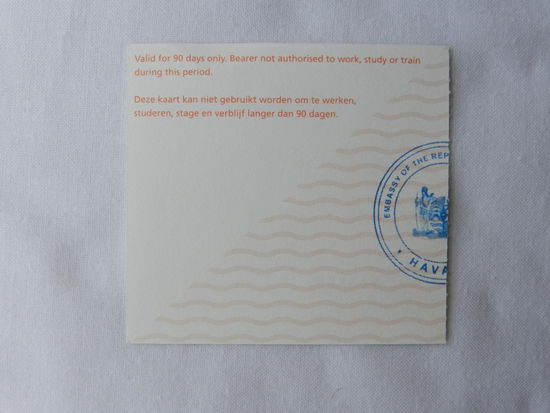 Valid for 90 days only. Bearer not authorised to work, study or train
during this period.
Deze kaart kan niet gebruikt worden om te werken,
studeren, stage en verblijf langer dan 90 dagen.
EMBASSY OF THE REP
* HAVA